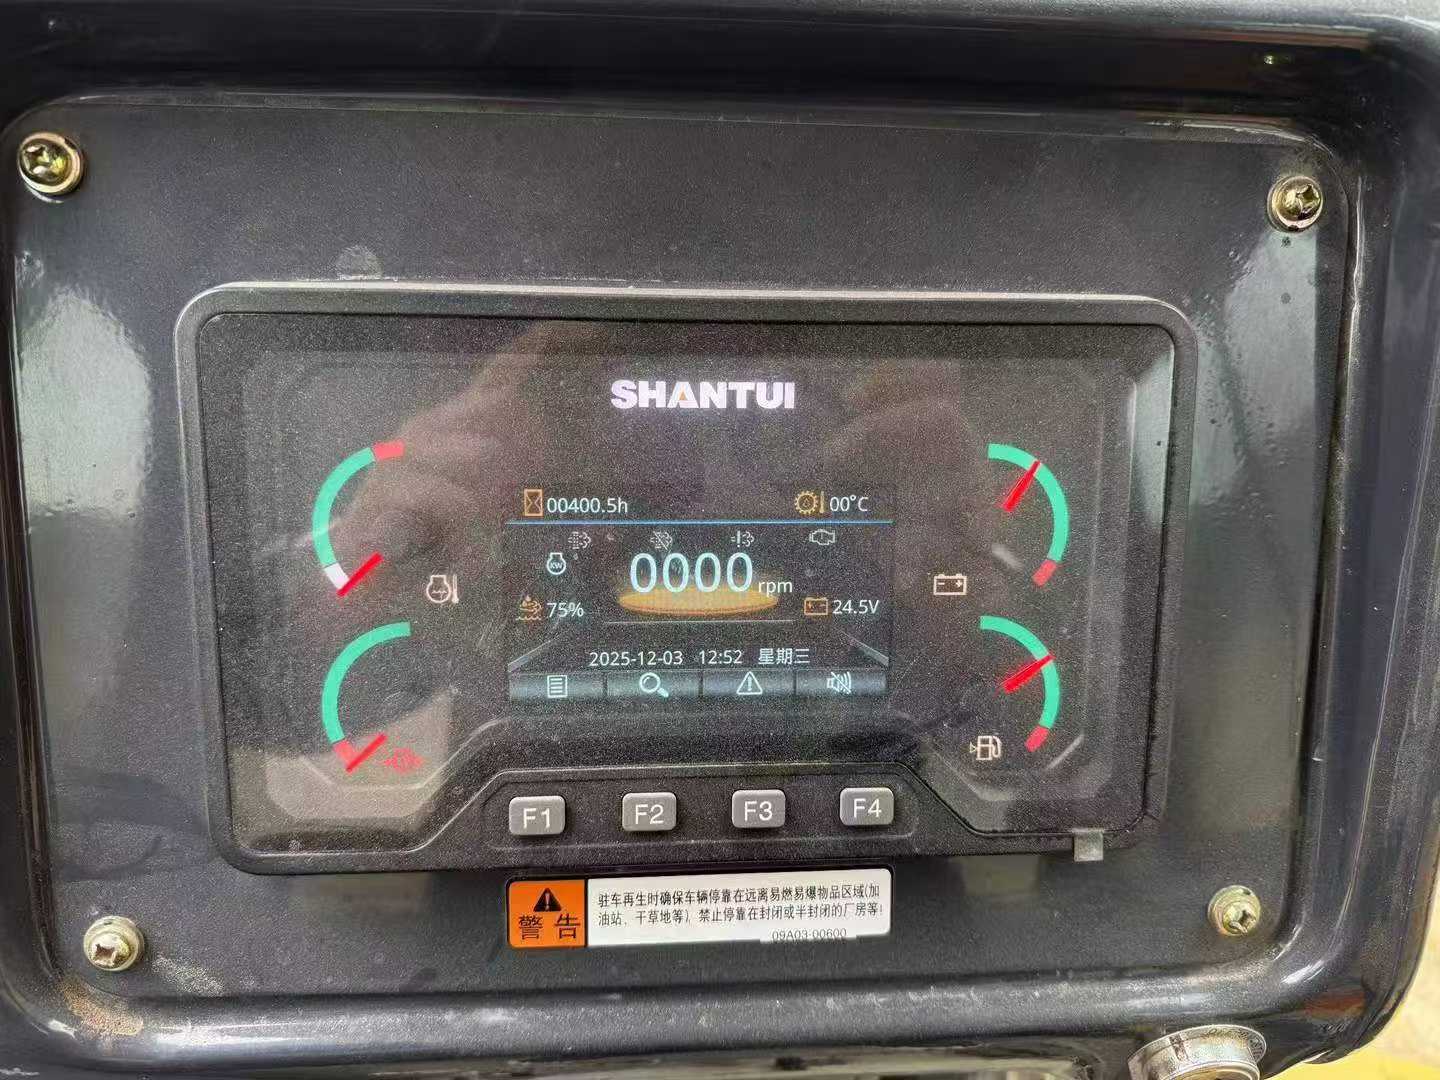 SHANTUI
00400.5h
00°C
KW
0000 rpm
75%
24.5V
2025-12-03 12:52 星期三
F1 F2 F3 F4
警告
驻车再生时确保车辆停靠在远离易燃易爆物品区域(加
油站、干草地等)，禁止停靠在封闭或半封闭的厂房等!
09A03-00600